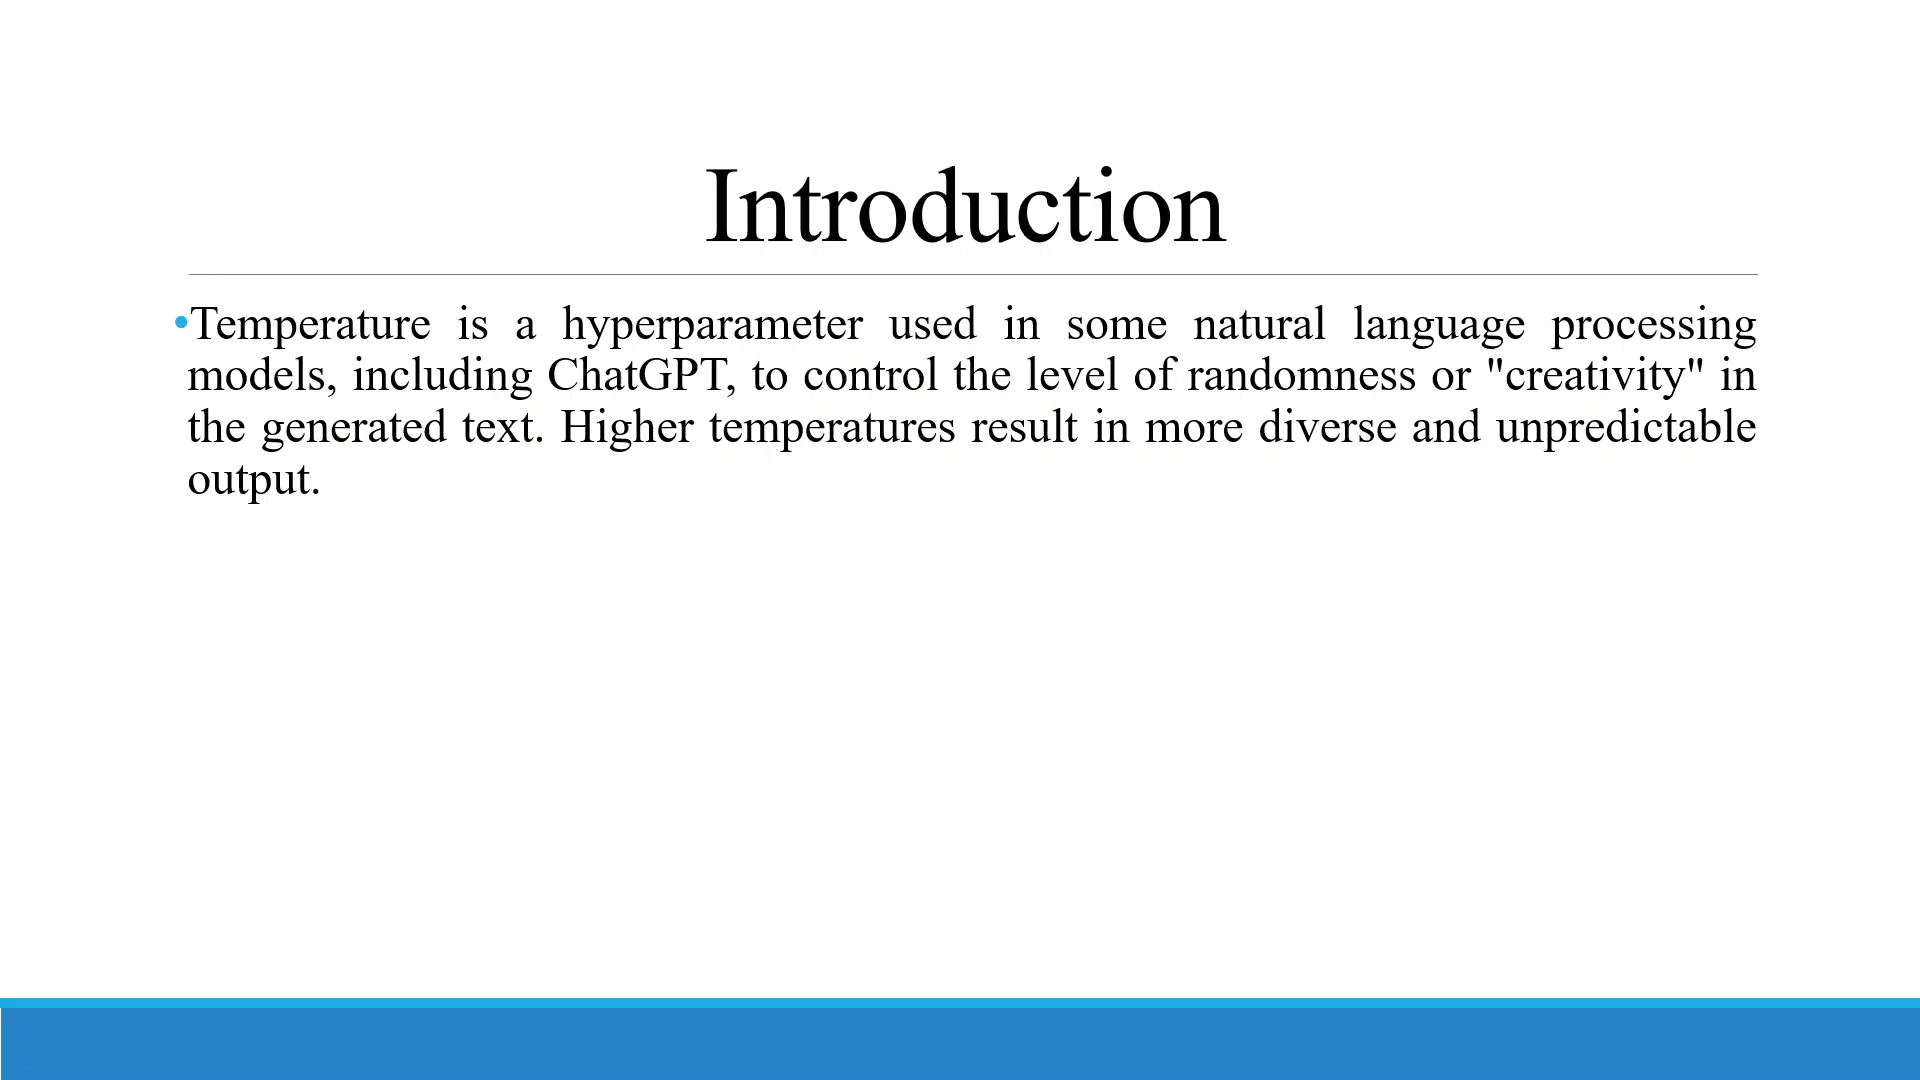 Introduction
•Temperature is a hyperparameter used in some natural language processing
models, including ChatGPT, to control the level of randomness or "creativity" in
the generated text. Higher temperatures result in more diverse and unpredictable
output.